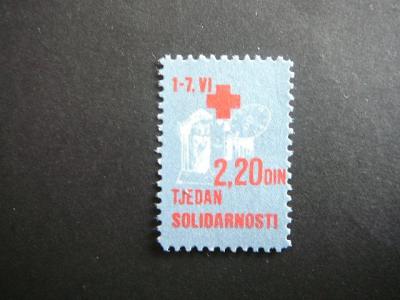 1-7. VI
2,20 DIN
TJEDAN
SOLIDARNOSTI